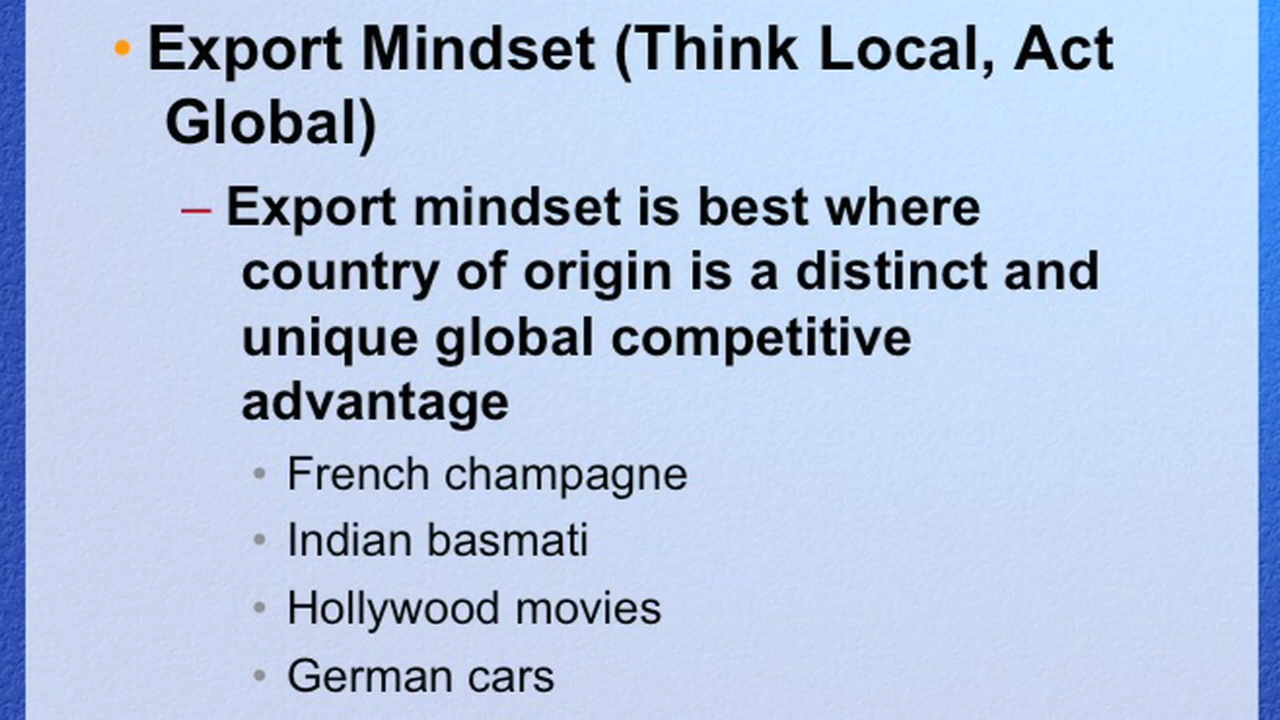 • Export Mindset (Think Local, Act
Global)
– Export mindset is best where
country of origin is a distinct and
unique global competitive
advantage
• French champagne
• Indian basmati
• Hollywood movies
• German cars